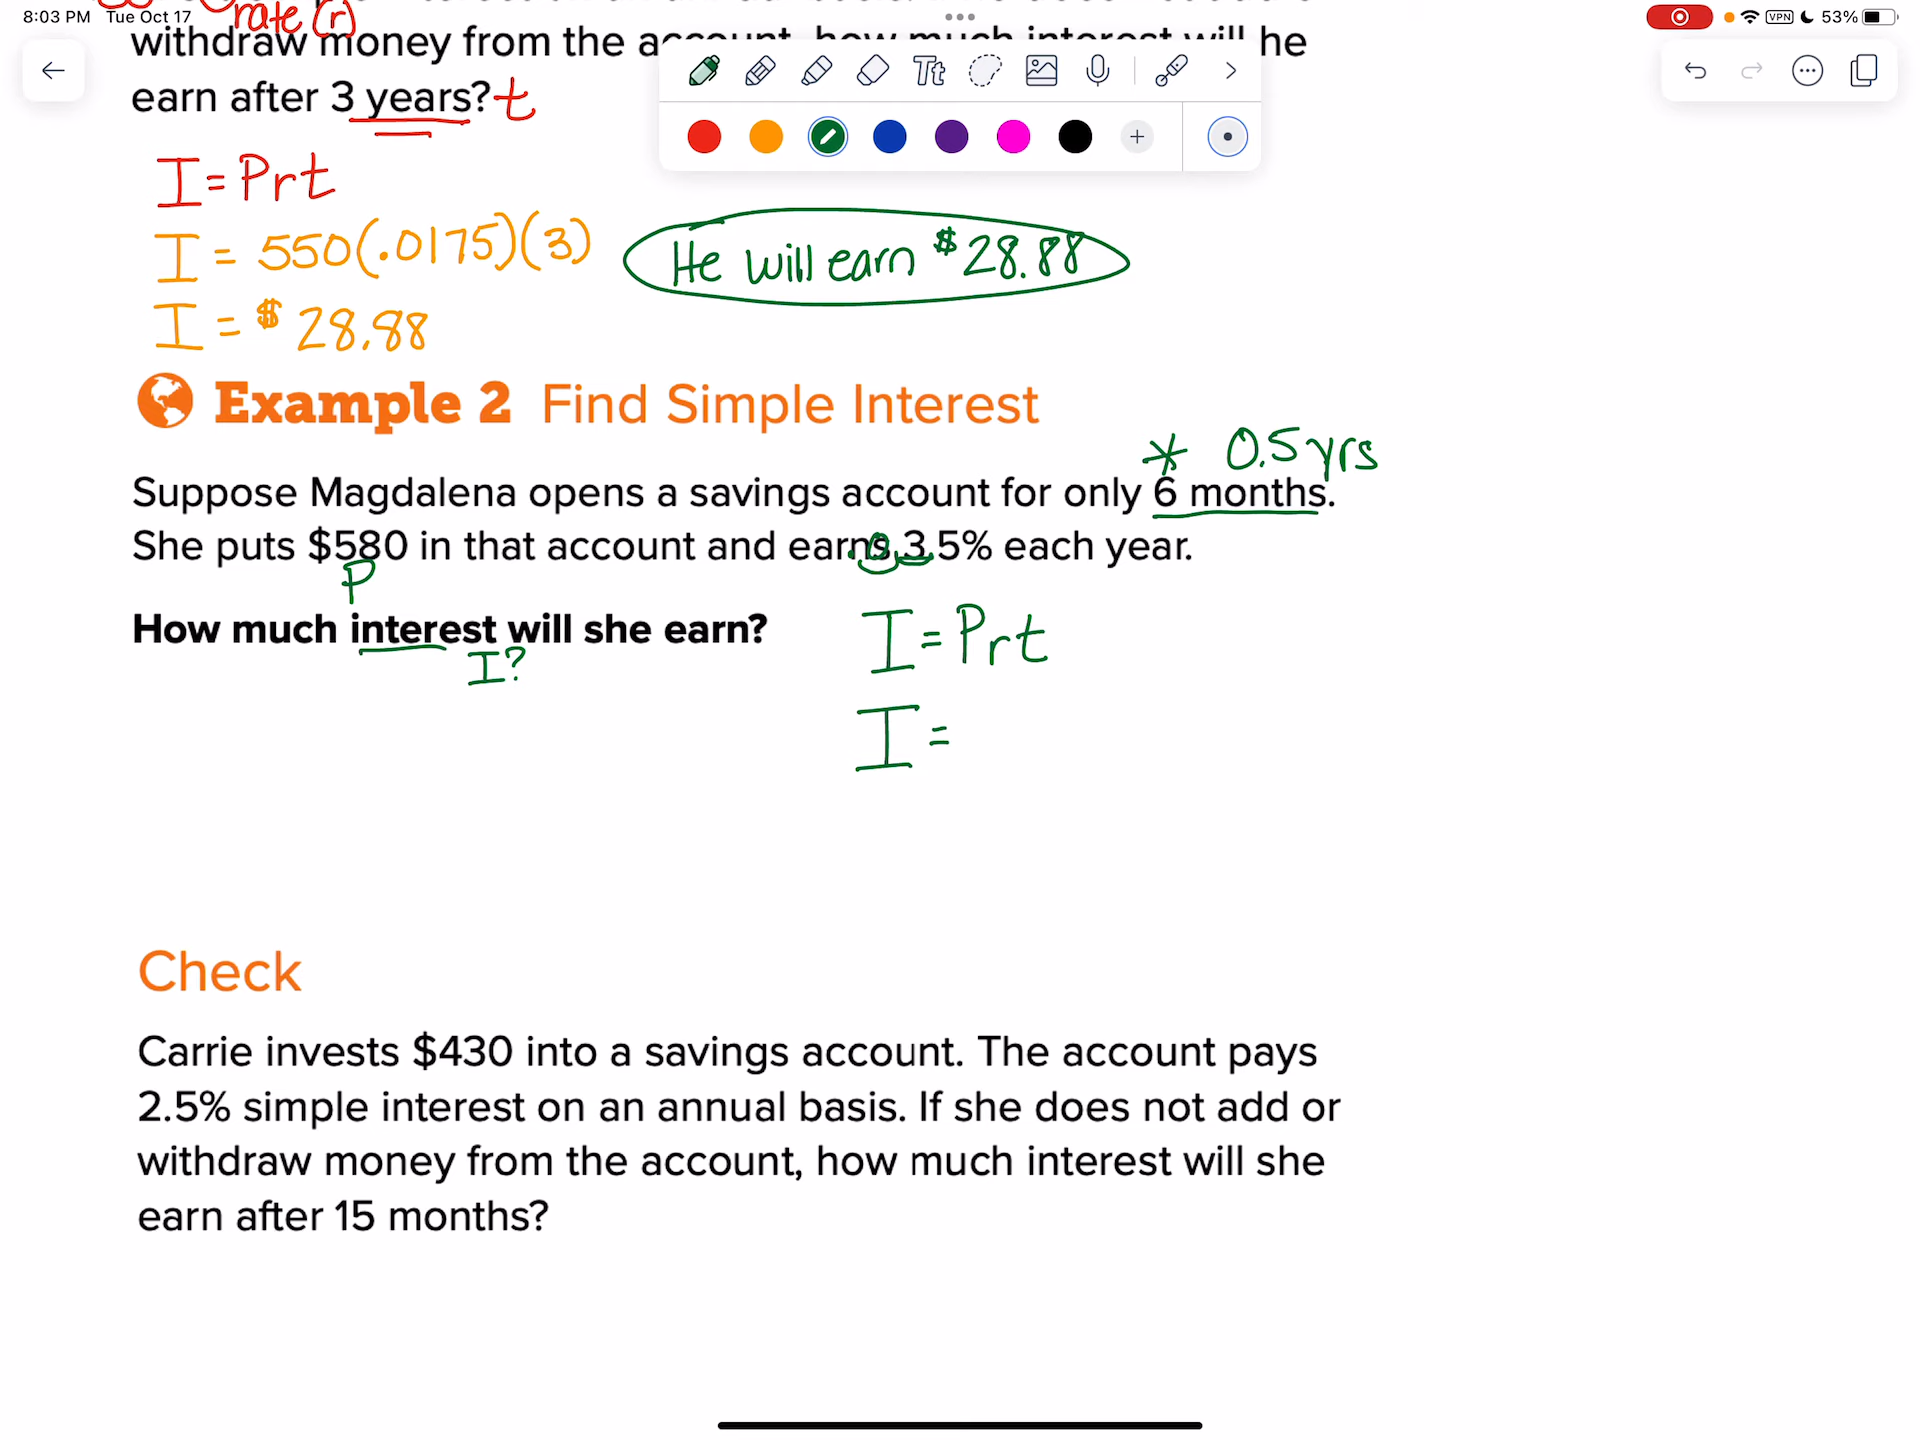 8:03 PM Tue Oct 17
VPN 53%
rate (r)
withdraw money from the account, how much interest will he
earn after 3 years? t
Tt
I = Prt
I = 550(.0175)(3)
He will earn $28.88
I = $28.88
Example 2 Find Simple Interest
* 0.5 yrs
Suppose Magdalena opens a savings account for only 6 months.
She puts $580 in that account and earns 3.5% each year.
.0
P
How much interest will she earn?
I?
I = Prt
I =
Check
Carrie invests $430 into a savings account. The account pays
2.5% simple interest on an annual basis. If she does not add or
withdraw money from the account, how much interest will she
earn after 15 months?